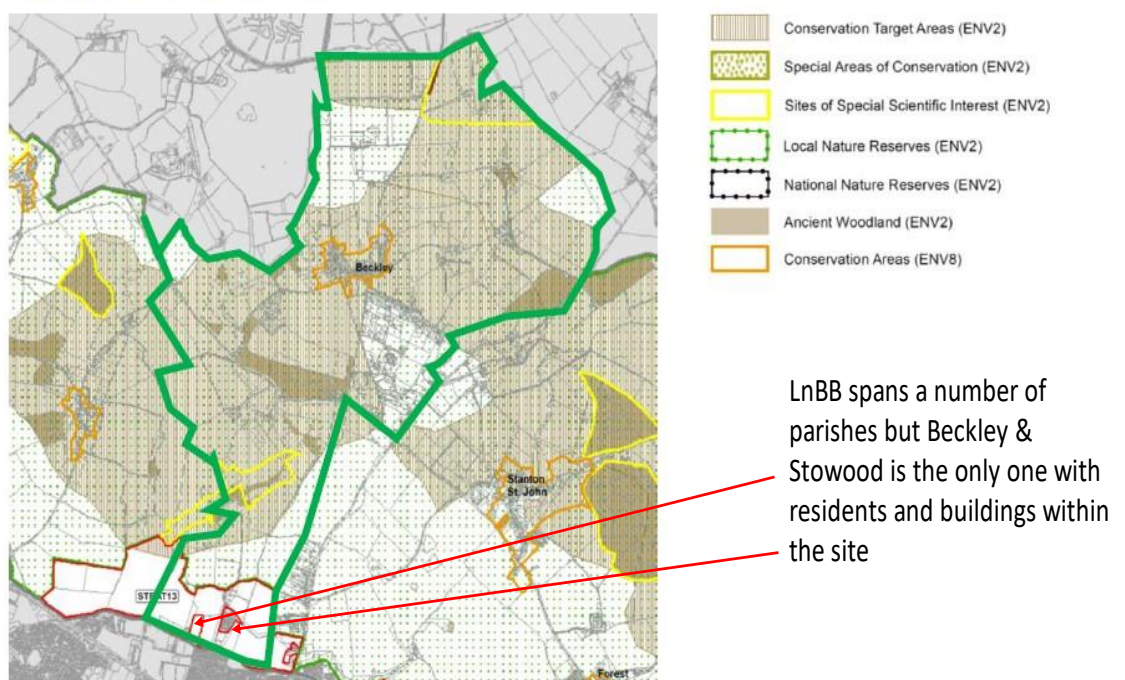 Conservation Target Areas (ENV2)
Special Areas of Conservation (ENV2)
Sites of Special Scientific Interest (ENV2)
Local Nature Reserves (ENV2)
National Nature Reserves (ENV2)
Ancient Woodland (ENV2)
Conservation Areas (ENV8)
Beckley
Stanton
St. John
STRAT13
Forest
LnBB spans a number of
parishes but Beckley &
Stowood is the only one with
residents and buildings within
the site